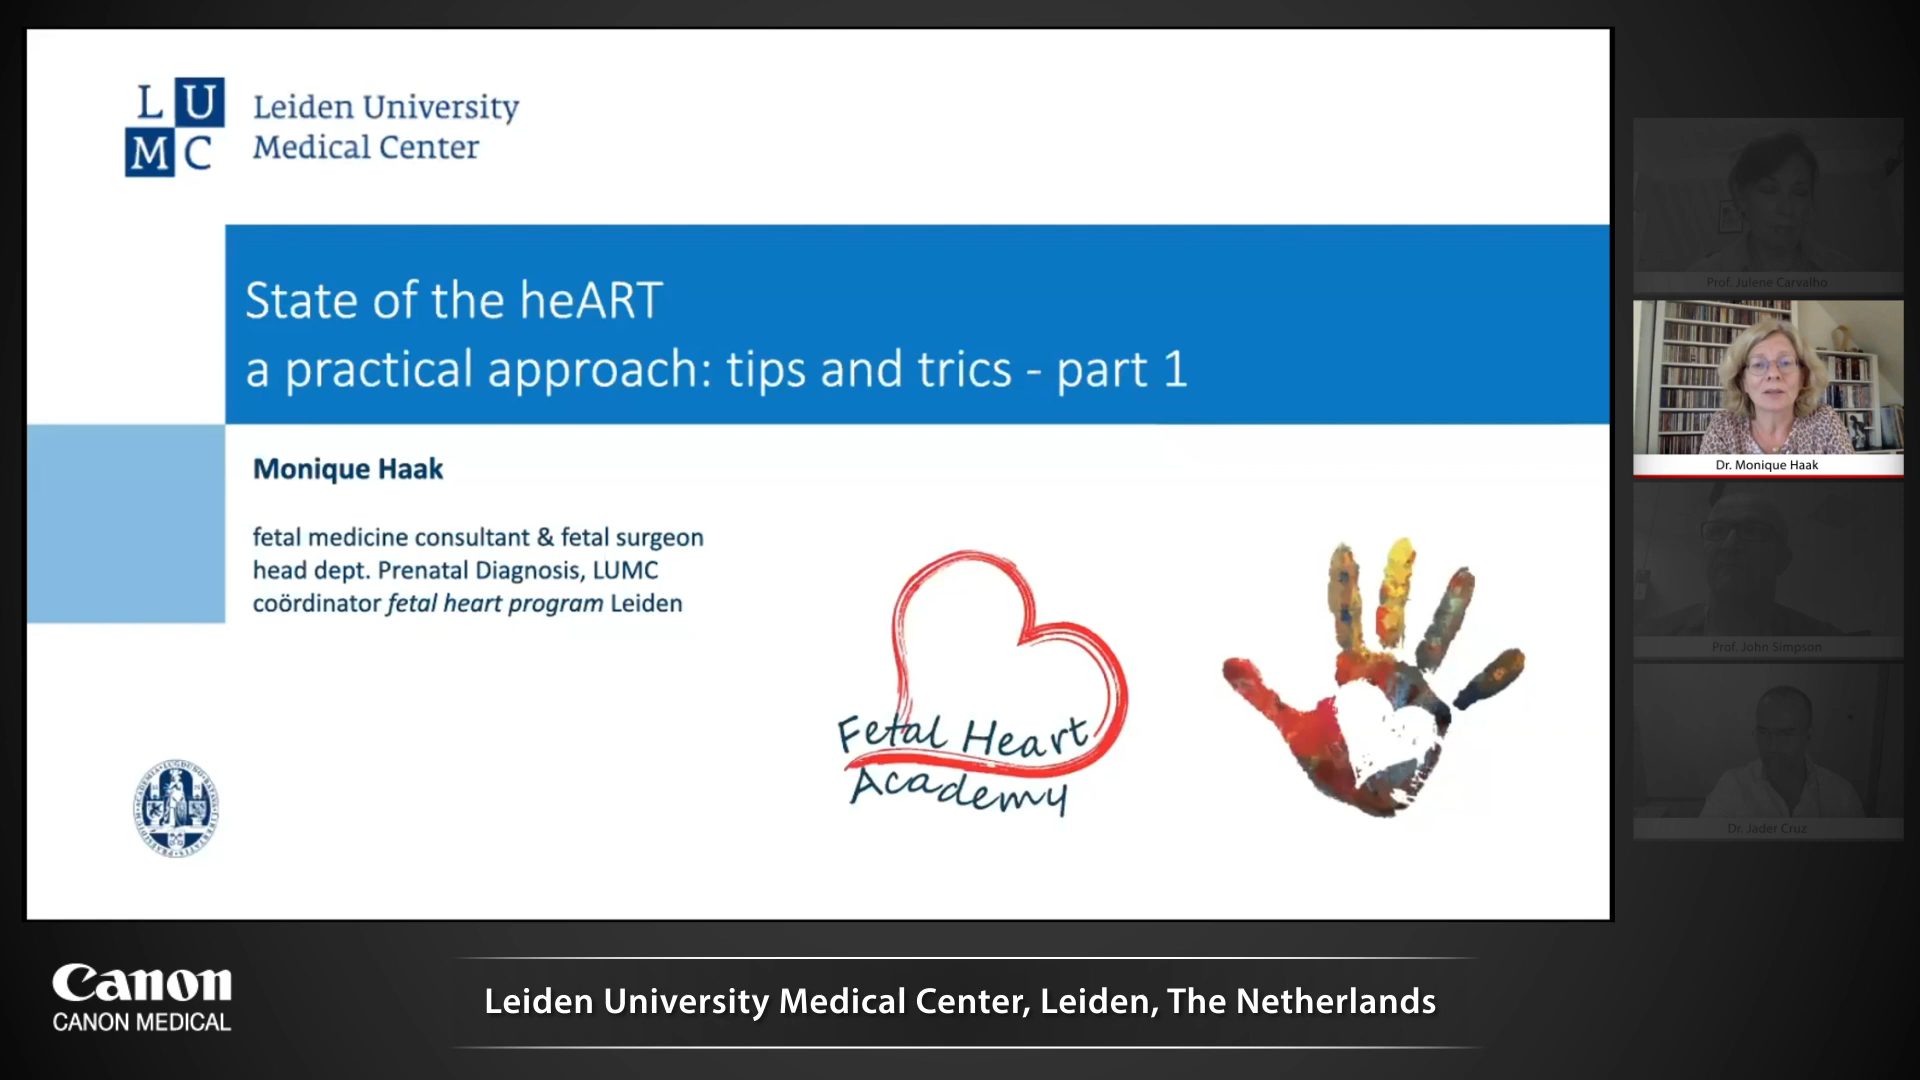 L U
M C
Leiden University
Medical Center
State of the heART
a practical approach: tips and trics - part 1
Monique Haak
fetal medicine consultant & fetal surgeon
head dept. Prenatal Diagnosis, LUMC
coördinator fetal heart program Leiden
Fetal Heart
Academy
Prof. Julene Carvalho
Dr. Monique Haak
Prof. John Simpson
Dr. Jader Cruz
Canon
CANON MEDICAL
Leiden University Medical Center, Leiden, The Netherlands